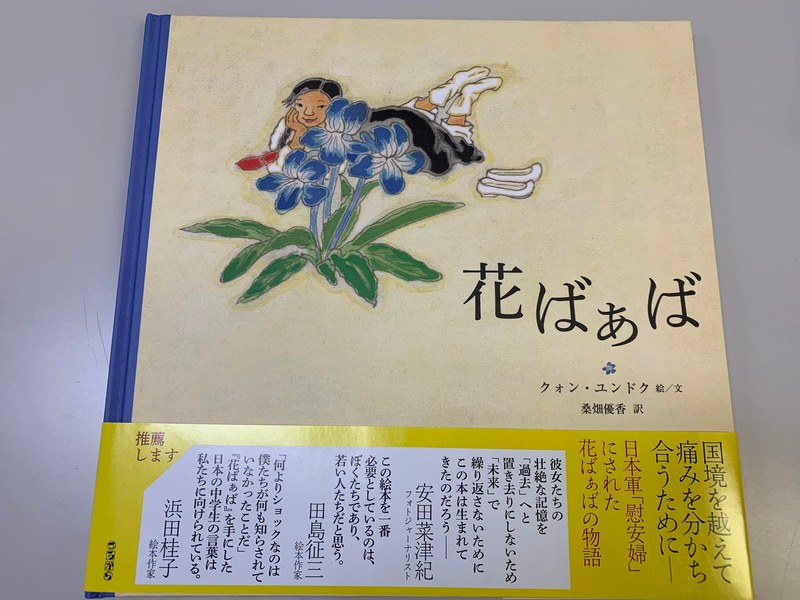 花ばぁば
クォン・ユンドク 絵/文
桑畑優香 訳
国境を越えて
痛みを分かち
合うために―
日本軍「慰安婦」
にされた
花ばぁばの物語
彼女たちの
壮絶な記憶を
「過去」へと
置き去りにしないため
「未来」で
繰り返さないために
この本は生まれて
きたのだろう――
安田菜津紀
フォトジャーナリスト
この絵本を一番
必要としているのは、
ぼくたちであり、
若い人たちだと思う。
田島征三
絵本作家
「何よりショックなのは
僕たちが何も知らされて
いなかったことだ」
『花ばぁば』を手にした
日本の中学生の言葉は
私たちに向けられている。
浜田桂子
絵本作家
推薦
します
ころから